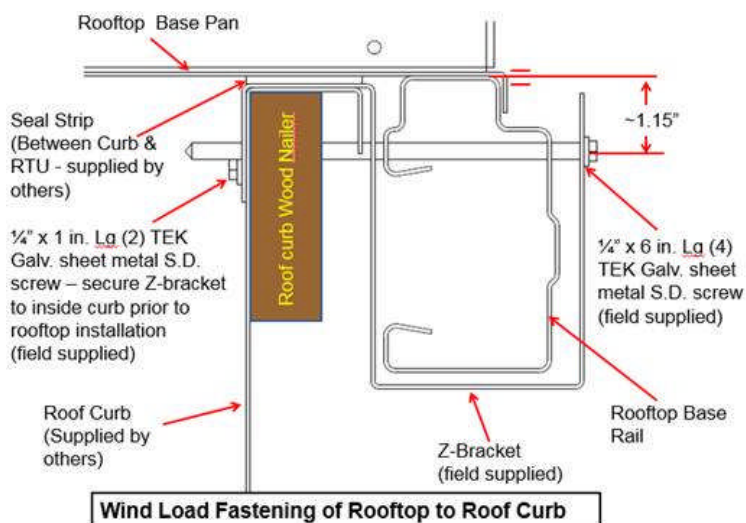 Rooftop Base Pan
Seal Strip
(Between Curb &
RTU - supplied by
others)
¼” x 1 in. Lg (2) TEK
Galv. sheet metal S.D.
screw – secure Z-bracket
to inside curb prior to
rooftop installation
(field supplied)
Roof Curb
(Supplied by
others)
Roof curb Wood Nailer
~1.15”
¼” x 6 in. Lg (4)
TEK Galv. sheet
metal S.D. screw
(field supplied)
Rooftop Base
Rail
Z-Bracket
(field supplied)
Wind Load Fastening of Rooftop to Roof Curb